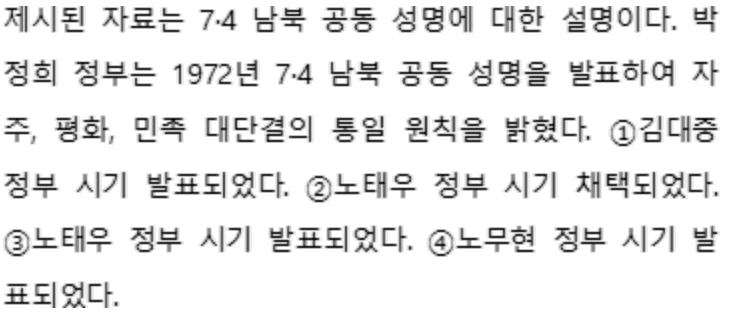 제시된 자료는 7·4 남북 공동 성명에 대한 설명이다. 박
정희 정부는 1972년 7·4 남북 공동 성명을 발표하여 자
주, 평화, 민족 대단결의 통일 원칙을 밝혔다. ①김대중
정부 시기 발표되었다. ②노태우 정부 시기 채택되었다.
③노태우 정부 시기 발표되었다. ④노무현 정부 시기 발
표되었다.